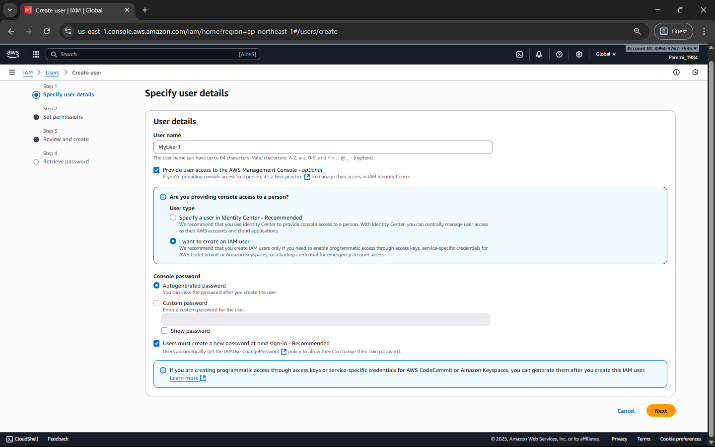 Create user | IAM | Global
us-east-1.console.aws.amazon.com/iam/home?region=ap-northeast-1#/users/create
Guest
aws
Search
[Alt+S]
Global
Parami_1984
IAM > Users > Create user
Step 1
Specify user details
Step 2
Set permissions
Step 3
Review and create
Step 4
Retrieve password
Specify user details
User details
User name
MyUser1
The user name can have up to 64 characters. Valid characters: A-Z, a-z, 0-9, and + = , . @ _ - (hyphen)
Provide user access to the AWS Management Console - optional
If you're providing console access to a person, it's a best practice to manage their access in IAM Identity Center.
Are you providing console access to a person?
User type
Specify a user in Identity Center - Recommended
We recommend that you use Identity Center to provide console access to a person. With Identity Center, you can centrally manage user access
to their AWS accounts and cloud applications.
I want to create an IAM user
We recommend that you create IAM users only if you need to enable programmatic access through access keys, service-specific credentials for
AWS CodeCommit or Amazon Keyspaces, or a backup credential for emergency account access.
Console password
Autogenerated password
You can view the password after you create the user.
Custom password
Enter a custom password for the user.
Show password
Users must create a new password at next sign-in - Recommended
Users automatically get the IAMUserChangePassword policy to allow them to change their own password.
If you are creating programmatic access through access keys or service-specific credentials for AWS CodeCommit or Amazon Keyspaces, you can generate them after you create this IAM user.
Learn more
Cancel
Next
CloudShell
Feedback
© 2025, Amazon Web Services, Inc. or its affiliates.
Privacy
Terms
Cookie preferences